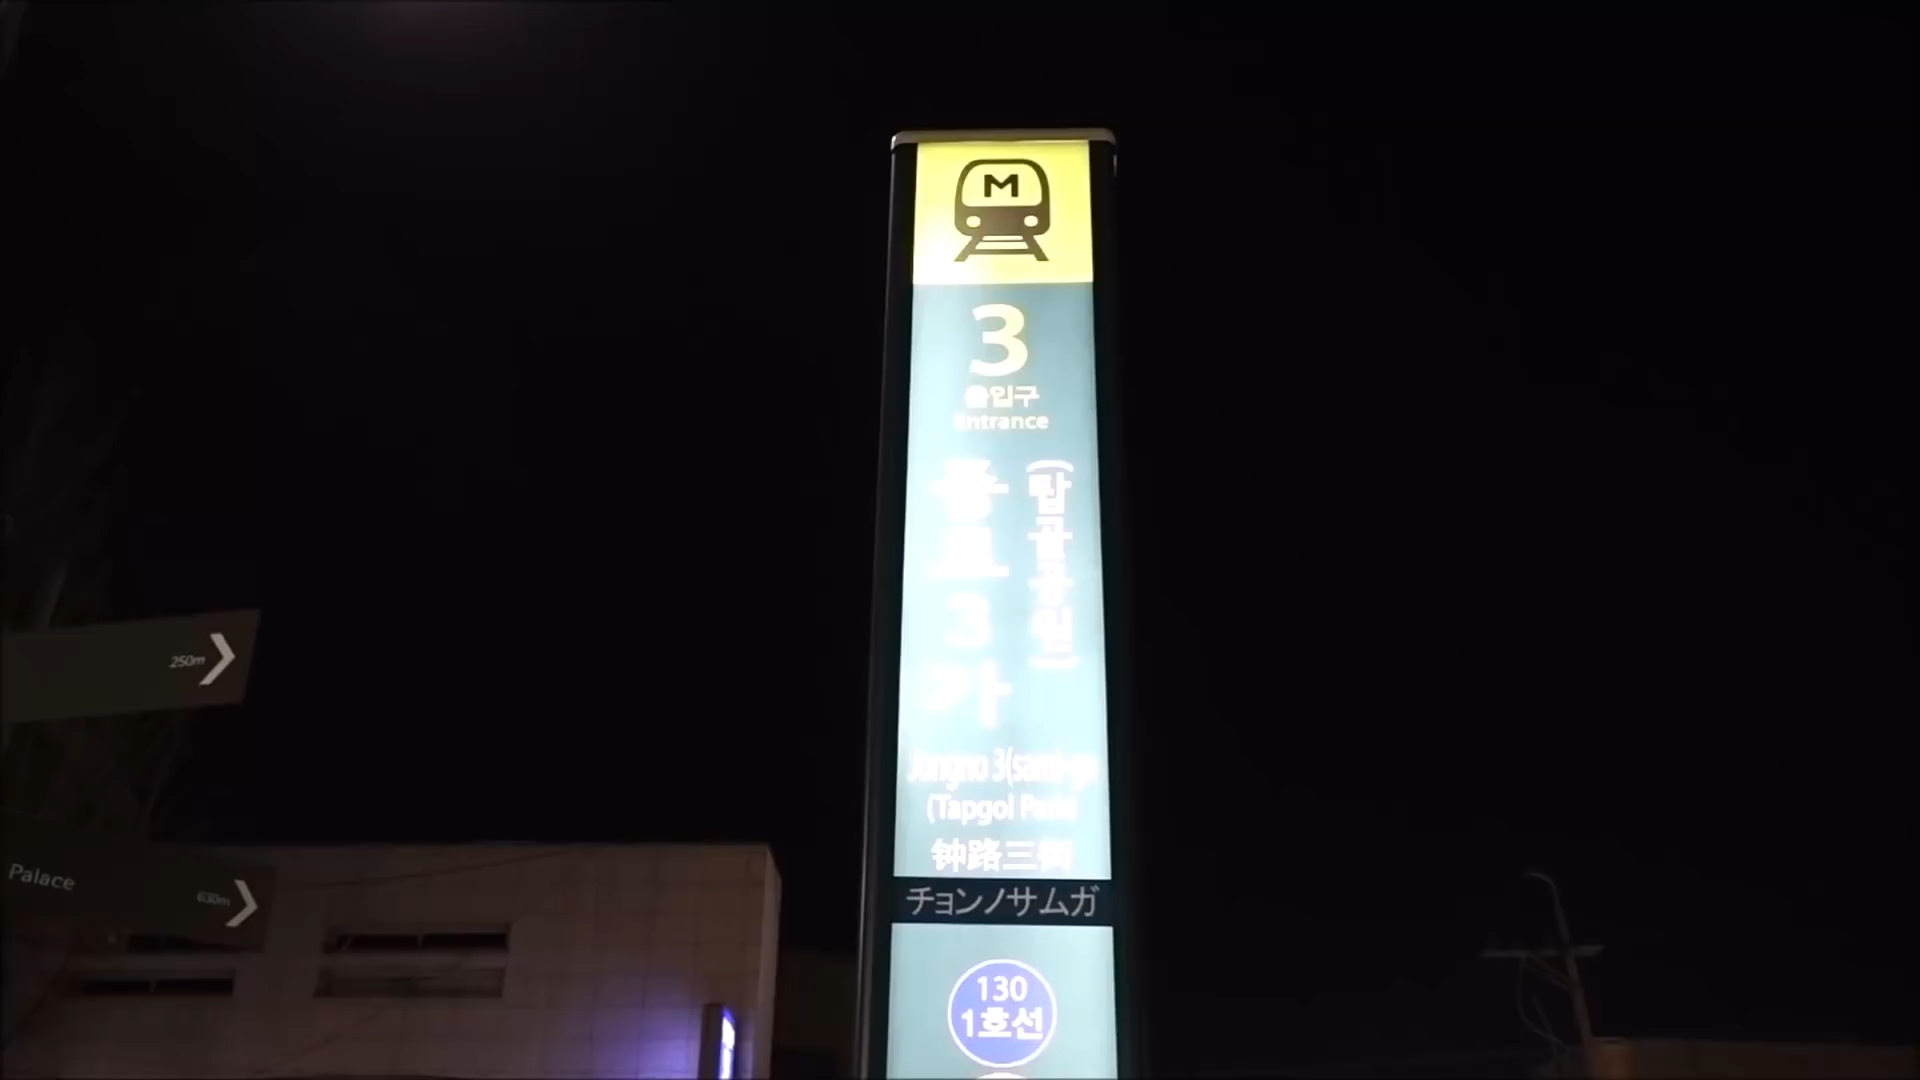 M
3
출입구
Entrance
종로3가
(탑골공원)
Jongno 3(sam)-ga
(Tapgol Park)
钟路三街
チョンノサムガ
130
1호선
250m
Palace
630m